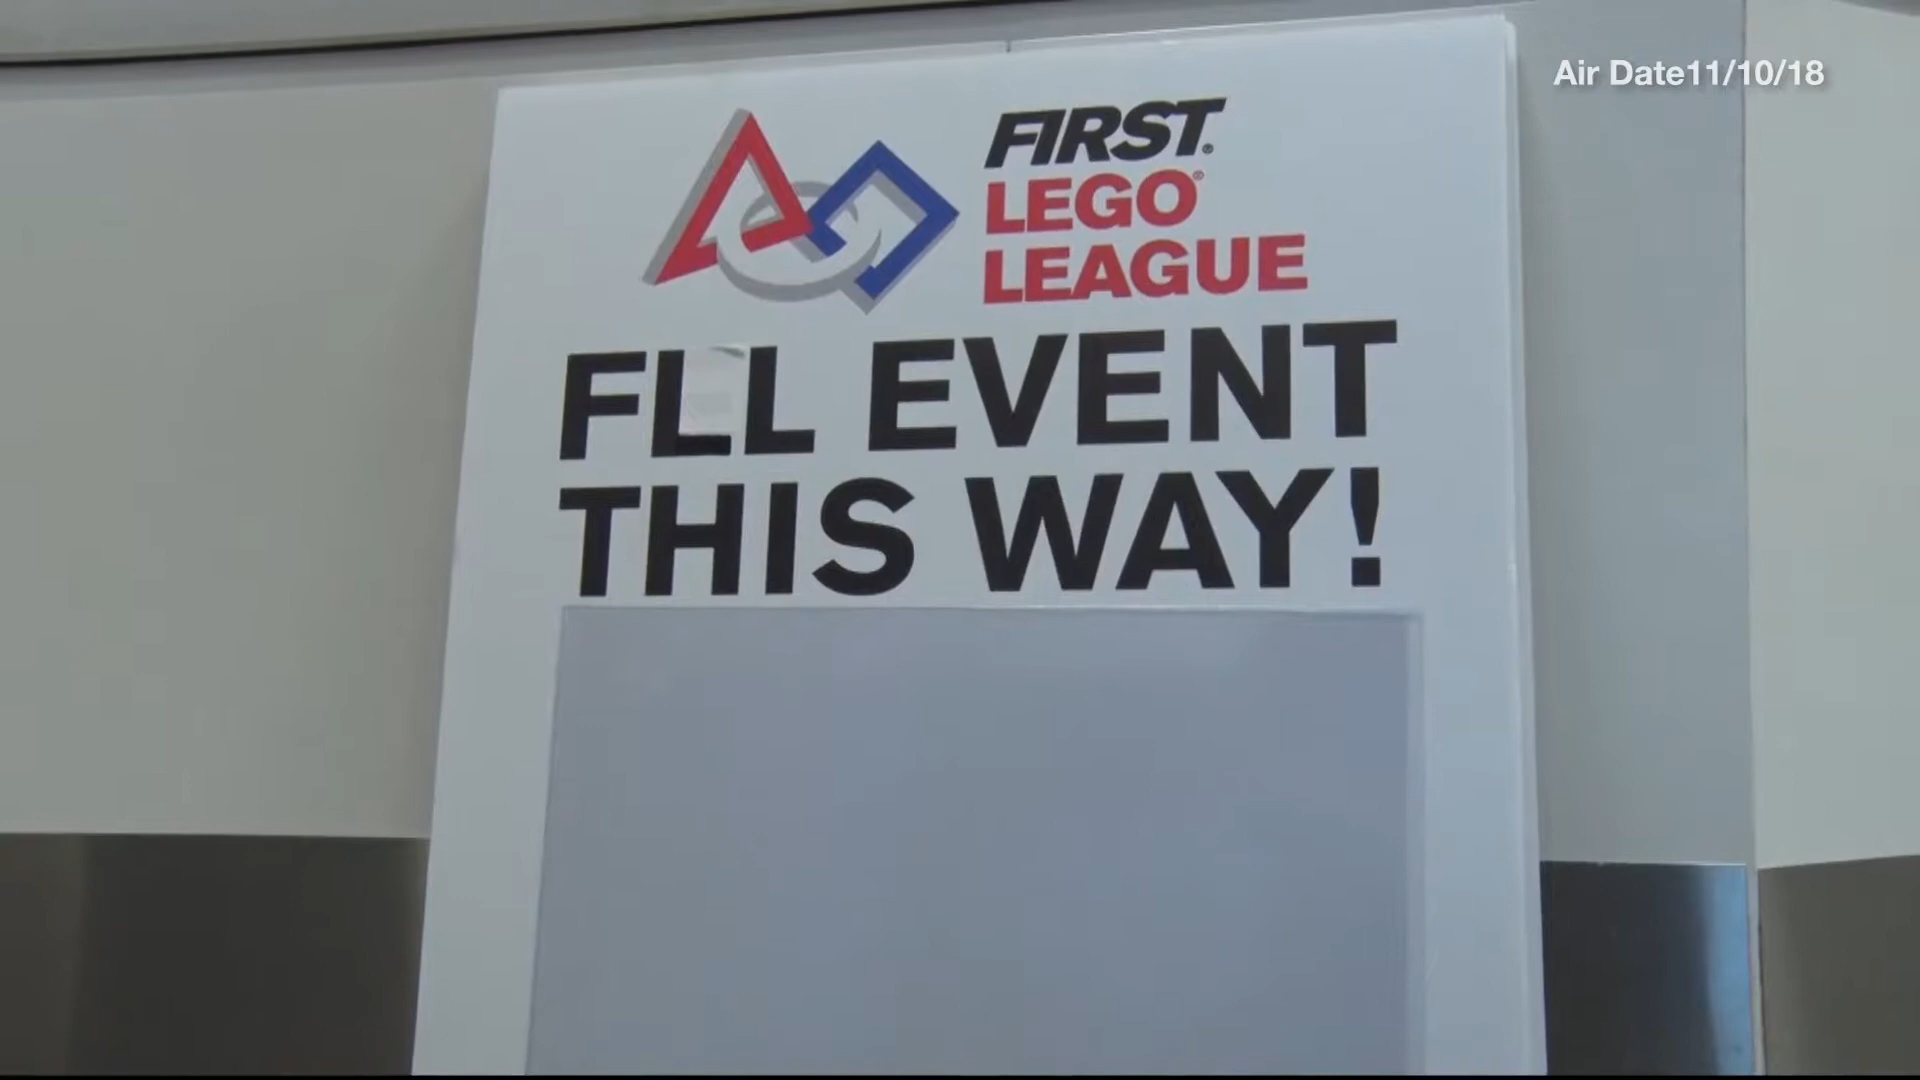 Air Date11/10/18
FIRST®
LEGO®
LEAGUE
FLL EVENT
THIS WAY!